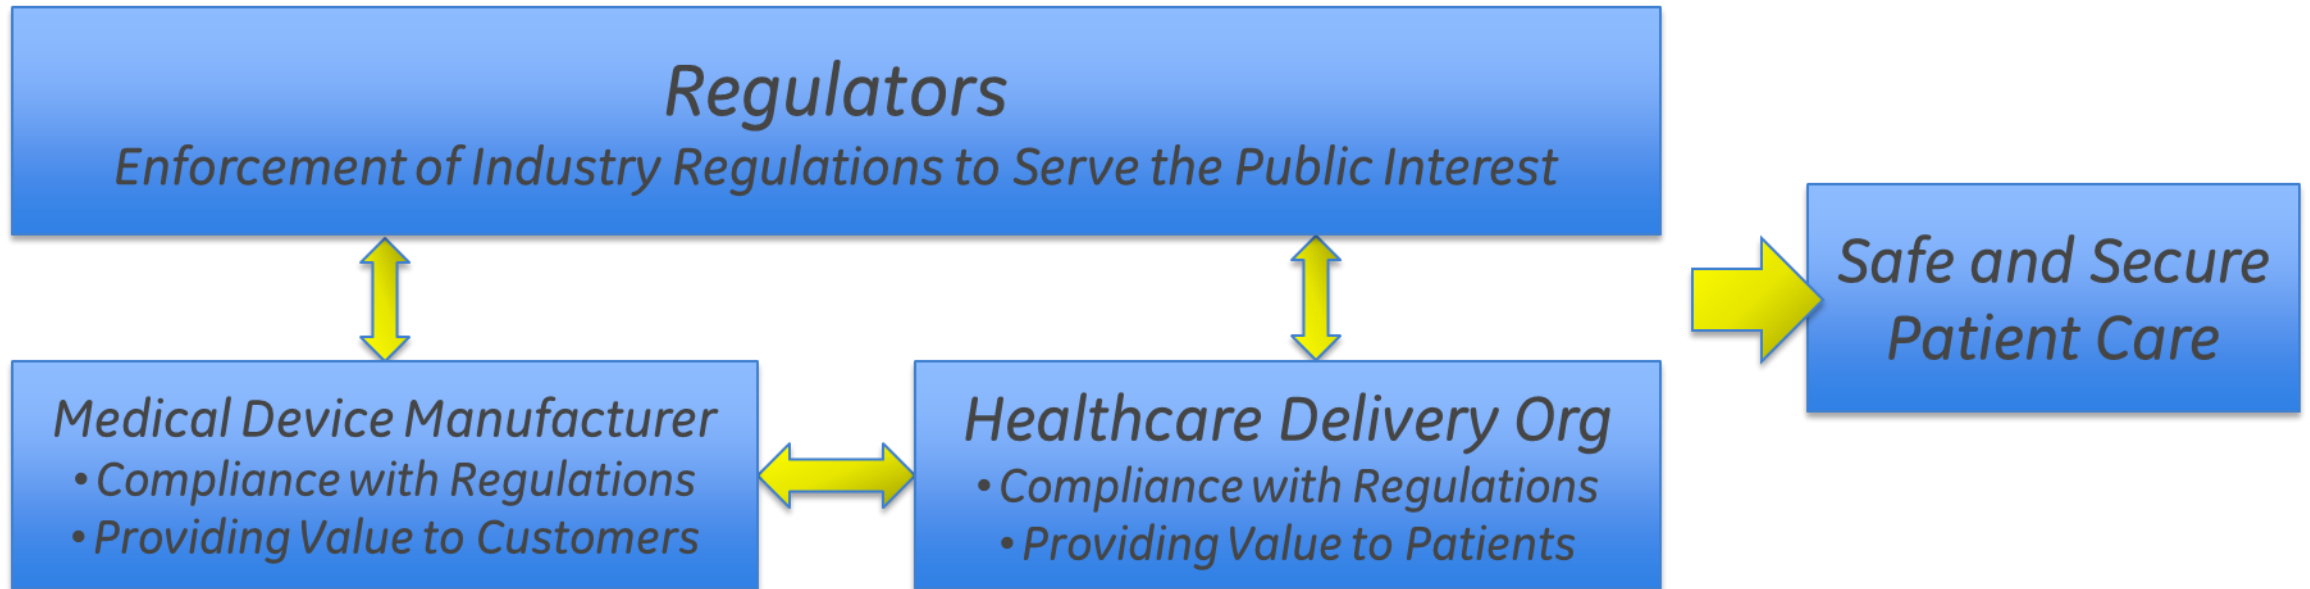 Regulators
Enforcement of Industry Regulations to Serve the Public Interest
Safe and Secure
Patient Care
Medical Device Manufacturer
• Compliance with Regulations
• Providing Value to Customers
Healthcare Delivery Org
• Compliance with Regulations
• Providing Value to Patients